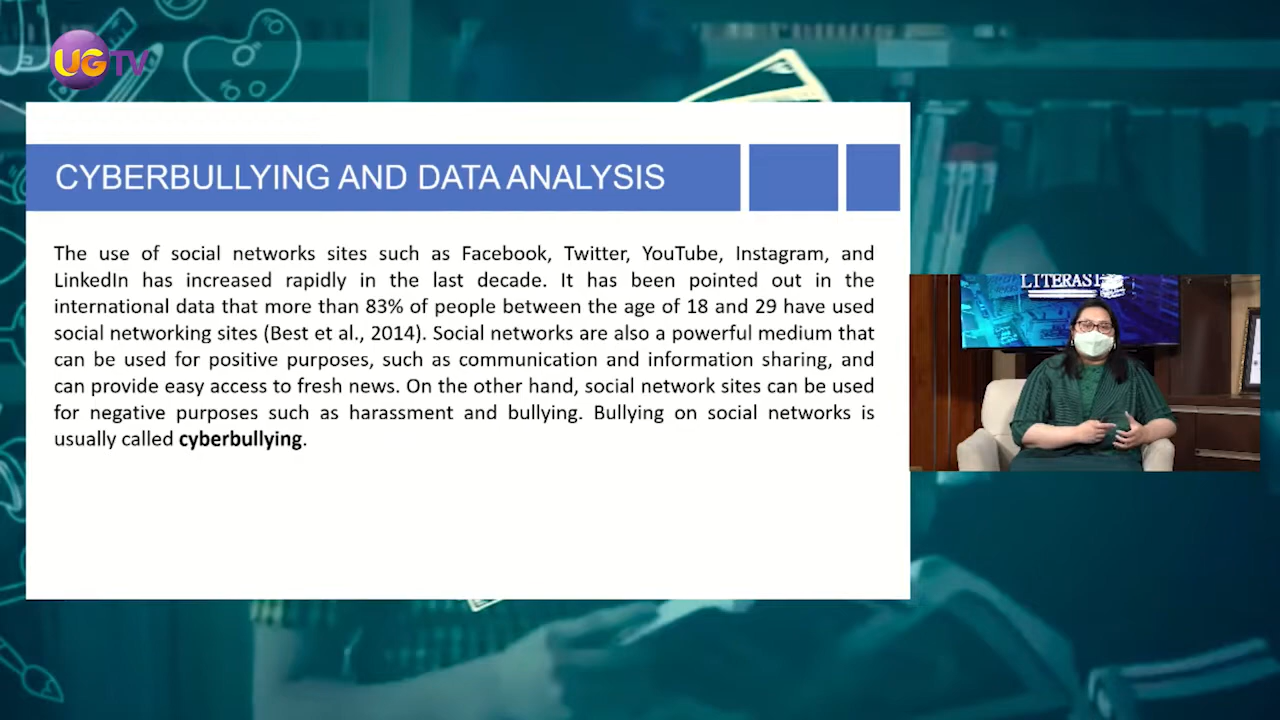 UGTV
CYBERBULLYING AND DATA ANALYSIS
The use of social networks sites such as Facebook, Twitter, YouTube, Instagram, and
LinkedIn has increased rapidly in the last decade. It has been pointed out in the
international data that more than 83% of people between the age of 18 and 29 have used
social networking sites (Best et al., 2014). Social networks are also a powerful medium that
can be used for positive purposes, such as communication and information sharing, and
can provide easy access to fresh news. On the other hand, social network sites can be used
for negative purposes such as harassment and bullying. Bullying on social networks is
usually called cyberbullying.
LITERASI